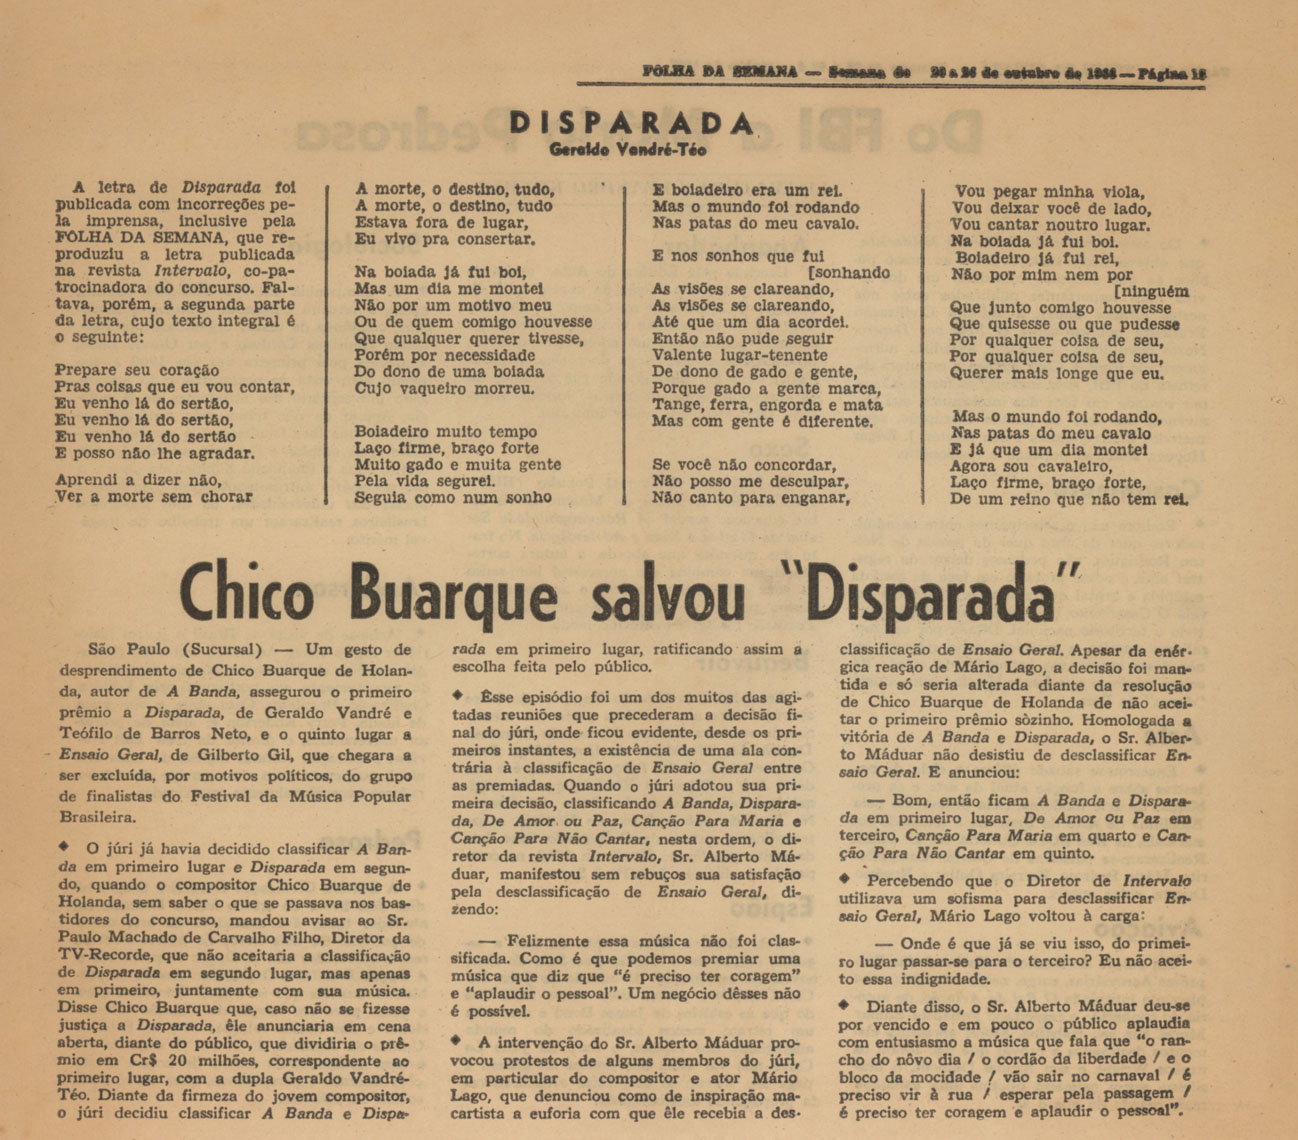 FOLHA DA SEMANA — Semana de 20 a 26 de outubro de 1966 — Página
DISPARADA
Geraldo Vandré-Téo
A letra de Disparada foi
publicada com incorreções pe-
la imprensa, inclusive pela
FOLHA DA SEMANA, que re-
produziu a letra publicada
na revista Intervalo, co-pa-
trocinadora do concurso. Fal-
tava, porém, a segunda parte
da letra, cujo texto integral é
o seguinte:
Prepare seu coração
Pras coisas que eu vou contar,
Eu venho lá do sertão,
Eu venho lá do sertão,
Eu venho lá do sertão
E posso não lhe agradar.
Aprendi a dizer não,
Ver a morte sem chorar
A morte, o destino, tudo,
A morte, o destino, tudo
Estava fora de lugar,
Eu vivo pra consertar.
Na boiada já fui boi,
Mas um dia me montei
Não por um motivo meu
Ou de quem comigo houvesse
Que qualquer querer tivesse,
Porém por necessidade
Do dono de uma boiada
Cujo vaqueiro morreu.
Boiadeiro muito tempo
Laço firme, braço forte
Muito gado e muita gente
Pela vida segurei.
Seguia como num sonho
E boiadeiro era um rei.
Mas o mundo foi rodando
Nas patas do meu cavalo.
E nos sonhos que fui
[sonhando
As visões se clareando,
As visões se clareando,
Até que um dia acordei.
Então não pude seguir
Valente lugar-tenente
De dono de gado e gente,
Porque gado a gente marca,
Tange, ferra, engorda e mata
Mas com gente é diferente.
Se você não concordar,
Não posso me desculpar,
Não canto para enganar,
Vou pegar minha viola,
Vou deixar você de lado,
Vou cantar noutro lugar.
Na boiada já fui boi.
Boiadeiro já fui rei,
Não por mim nem por
[ninguém
Que junto comigo houvesse
Que quisesse ou que pudesse
Por qualquer coisa de seu,
Por qualquer coisa de seu,
Querer mais longe que eu.
Mas o mundo foi rodando,
Nas patas do meu cavalo
E já que um dia montei
Agora sou cavaleiro,
Laço firme, braço forte,
De um reino que não tem rei.
Chico Buarque salvou "Disparada"
São Paulo (Sucursal) — Um gesto de
desprendimento de Chico Buarque de Holan-
da, autor de A Banda, assegurou o primeiro
prêmio a Disparada, de Geraldo Vandré e
Teófilo de Barros Neto, e o quinto lugar a
Ensaio Geral, de Gilberto Gil, que chegara a
ser excluída, por motivos políticos, do grupo
de finalistas do Festival da Música Popular
Brasileira.
◆ O júri já havia decidido classificar A Ban-
da em primeiro lugar e Disparada em segun-
do, quando o compositor Chico Buarque de
Holanda, sem saber o que se passava nos bas-
tidores do concurso, mandou avisar ao Sr.
Paulo Machado de Carvalho Filho, Diretor da
TV-Recorde, que não aceitaria a classificação
de Disparada em segundo lugar, mas apenas
em primeiro, juntamente com sua música.
Disse Chico Buarque que, caso não se fizesse
justiça a Disparada, êle anunciaria em cena
aberta, diante do público, que dividiria o prê-
mio em Cr$ 20 milhões, correspondente ao
primeiro lugar, com a dupla Geraldo Vandré-
Téo. Diante da firmeza do jovem compositor,
o júri decidiu classificar A Banda e Dispa-
rada em primeiro lugar, ratificando assim a
escolha feita pelo público.
◆ Êsse episódio foi um dos muitos das agi-
tadas reuniões que precederam a decisão fi-
nal do júri, onde ficou evidente, desde os pri-
meiros instantes, a existência de uma ala con-
trária à classificação de Ensaio Geral entre
as premiadas. Quando o júri adotou sua pri-
meira decisão, classificando A Banda, Dispara-
da, De Amor ou Paz, Canção Para Maria e
Canção Para Não Cantar, nesta ordem, o di-
retor da revista Intervalo, Sr. Alberto Má-
duar, manifestou sem rebuços sua satisfação
pela desclassificação de Ensaio Geral, di-
zendo:
— Felizmente essa música não foi clas-
sificada. Como é que podemos premiar uma
música que diz que "é preciso ter coragem"
e "aplaudir o pessoal". Um negócio dêsses não
é possível.
◆ A intervenção do Sr. Alberto Máduar pro-
vocou protestos de alguns membros do júri,
em particular do compositor e ator Mário
Lago, que denunciou como de inspiração ma-
cartista a euforia com que êle recebia a des-
classificação de Ensaio Geral. Apesar da enér-
gica reação de Mário Lago, a decisão foi man-
tida e só seria alterada diante da resolução
de Chico Buarque de Holanda de não acei-
tar o primeiro prêmio sòzinho. Homologada a
vitória de A Banda e Disparada, o Sr. Alber-
to Máduar não desistiu de desclassificar En-
saio Geral. E anunciou:
— Bom, então ficam A Banda e Dispara-
da em primeiro lugar, De Amor ou Paz em
terceiro, Canção Para Maria em quarto e Can-
ção Para Não Cantar em quinto.
◆ Percebendo que o Diretor de Intervalo
utilizava um sofisma para desclassificar En-
saio Geral, Mário Lago voltou à carga:
— Onde é que já se viu isso, do primei-
ro lugar passar-se para o terceiro? Eu não acei-
to essa indignidade.
◆ Diante disso, o Sr. Alberto Máduar deu-se
por vencido e em pouco o público aplaudia
com entusiasmo a música que fala que "o ran-
cho do nôvo dia / o cordão da liberdade / e o
bloco da mocidade / vão sair no carnaval / é
preciso vir à rua / esperar pela passagem /
é preciso ter coragem e aplaudir o pessoal".